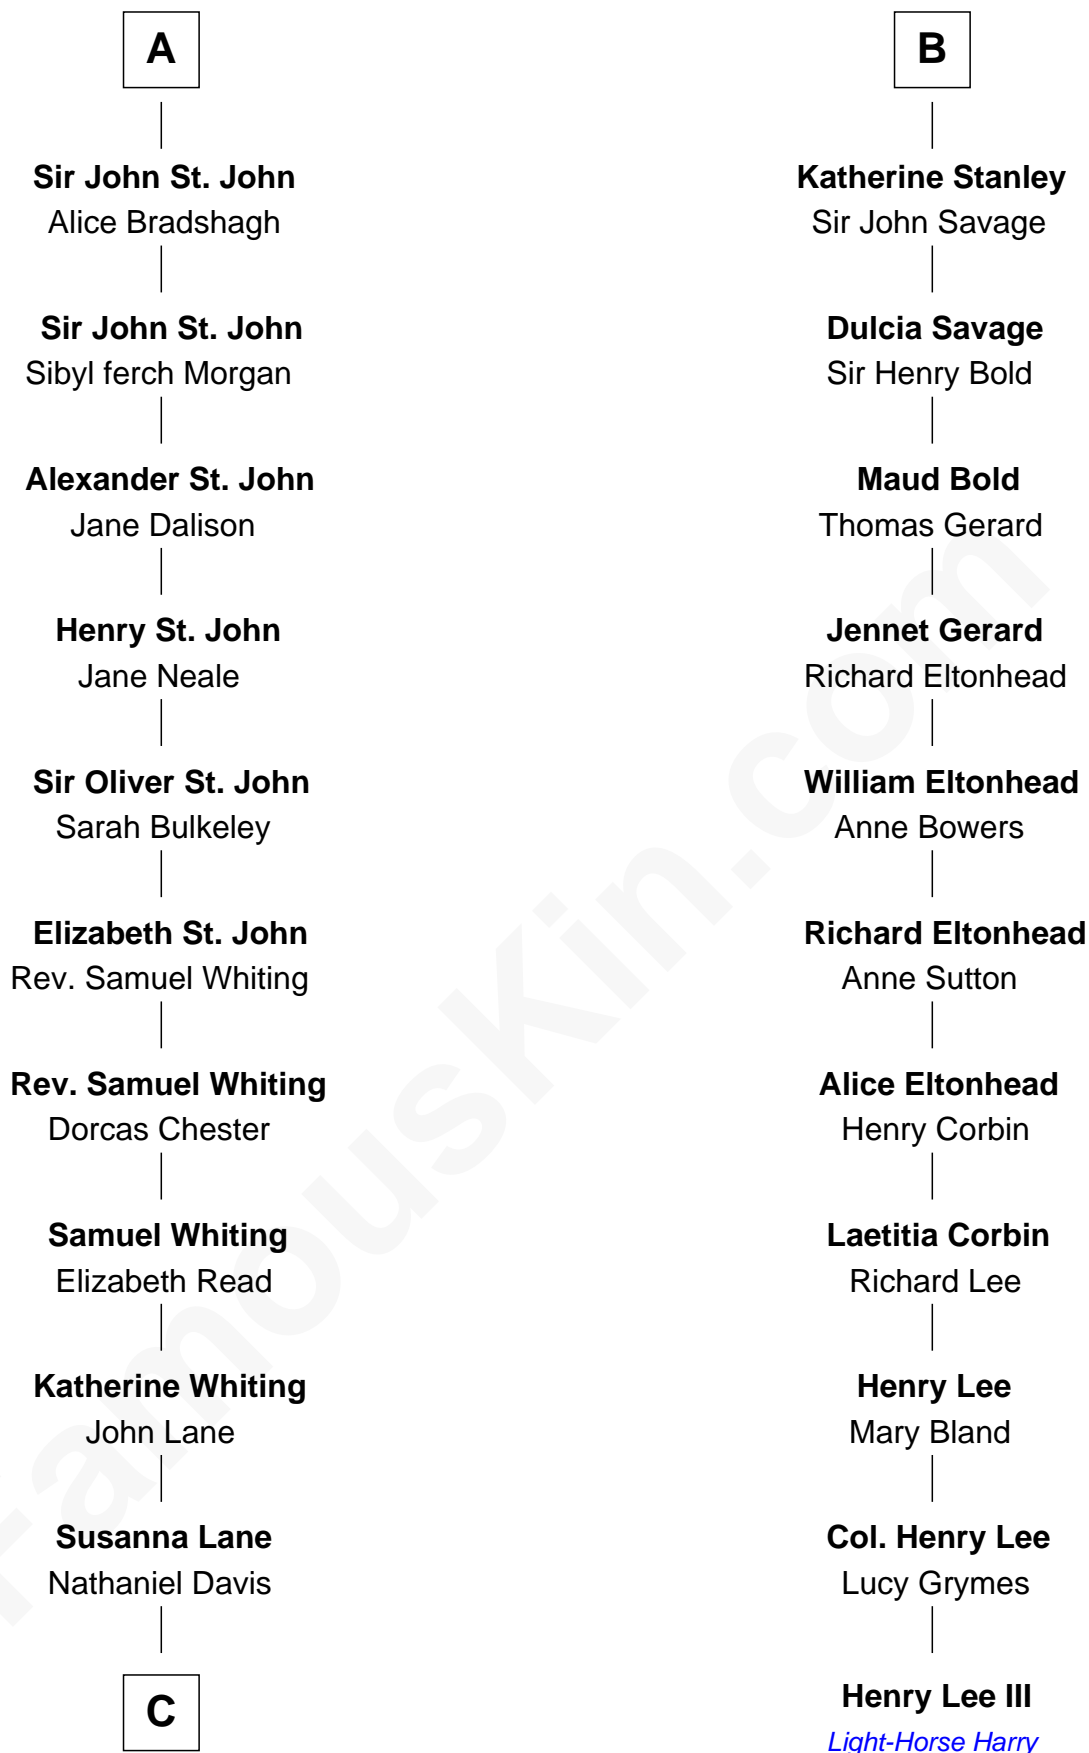 A
Sir John St. John
Alice Bradshagh
Sir John St. John
Sibyl ferch Morgan
Alexander St. John
Jane Dalison
Henry St. John
Jane Neale
Sir Oliver St. John
Sarah Bulkeley
Elizabeth St. John
Rev. Samuel Whiting
Rev. Samuel Whiting
Dorcas Chester
Samuel Whiting
Elizabeth Read
Katherine Whiting
John Lane
Susanna Lane
Nathaniel Davis
C
B
Katherine Stanley
Sir John Savage
Dulcia Savage
Sir Henry Bold
Maud Bold
Thomas Gerard
Jennet Gerard
Richard Eltonhead
William Eltonhead
Anne Bowers
Richard Eltonhead
Anne Sutton
Alice Eltonhead
Henry Corbin
Laetitia Corbin
Richard Lee
Henry Lee
Mary Bland
Col. Henry Lee
Lucy Grymes
Henry Lee III
Light-Horse Harry
FamousKin.com